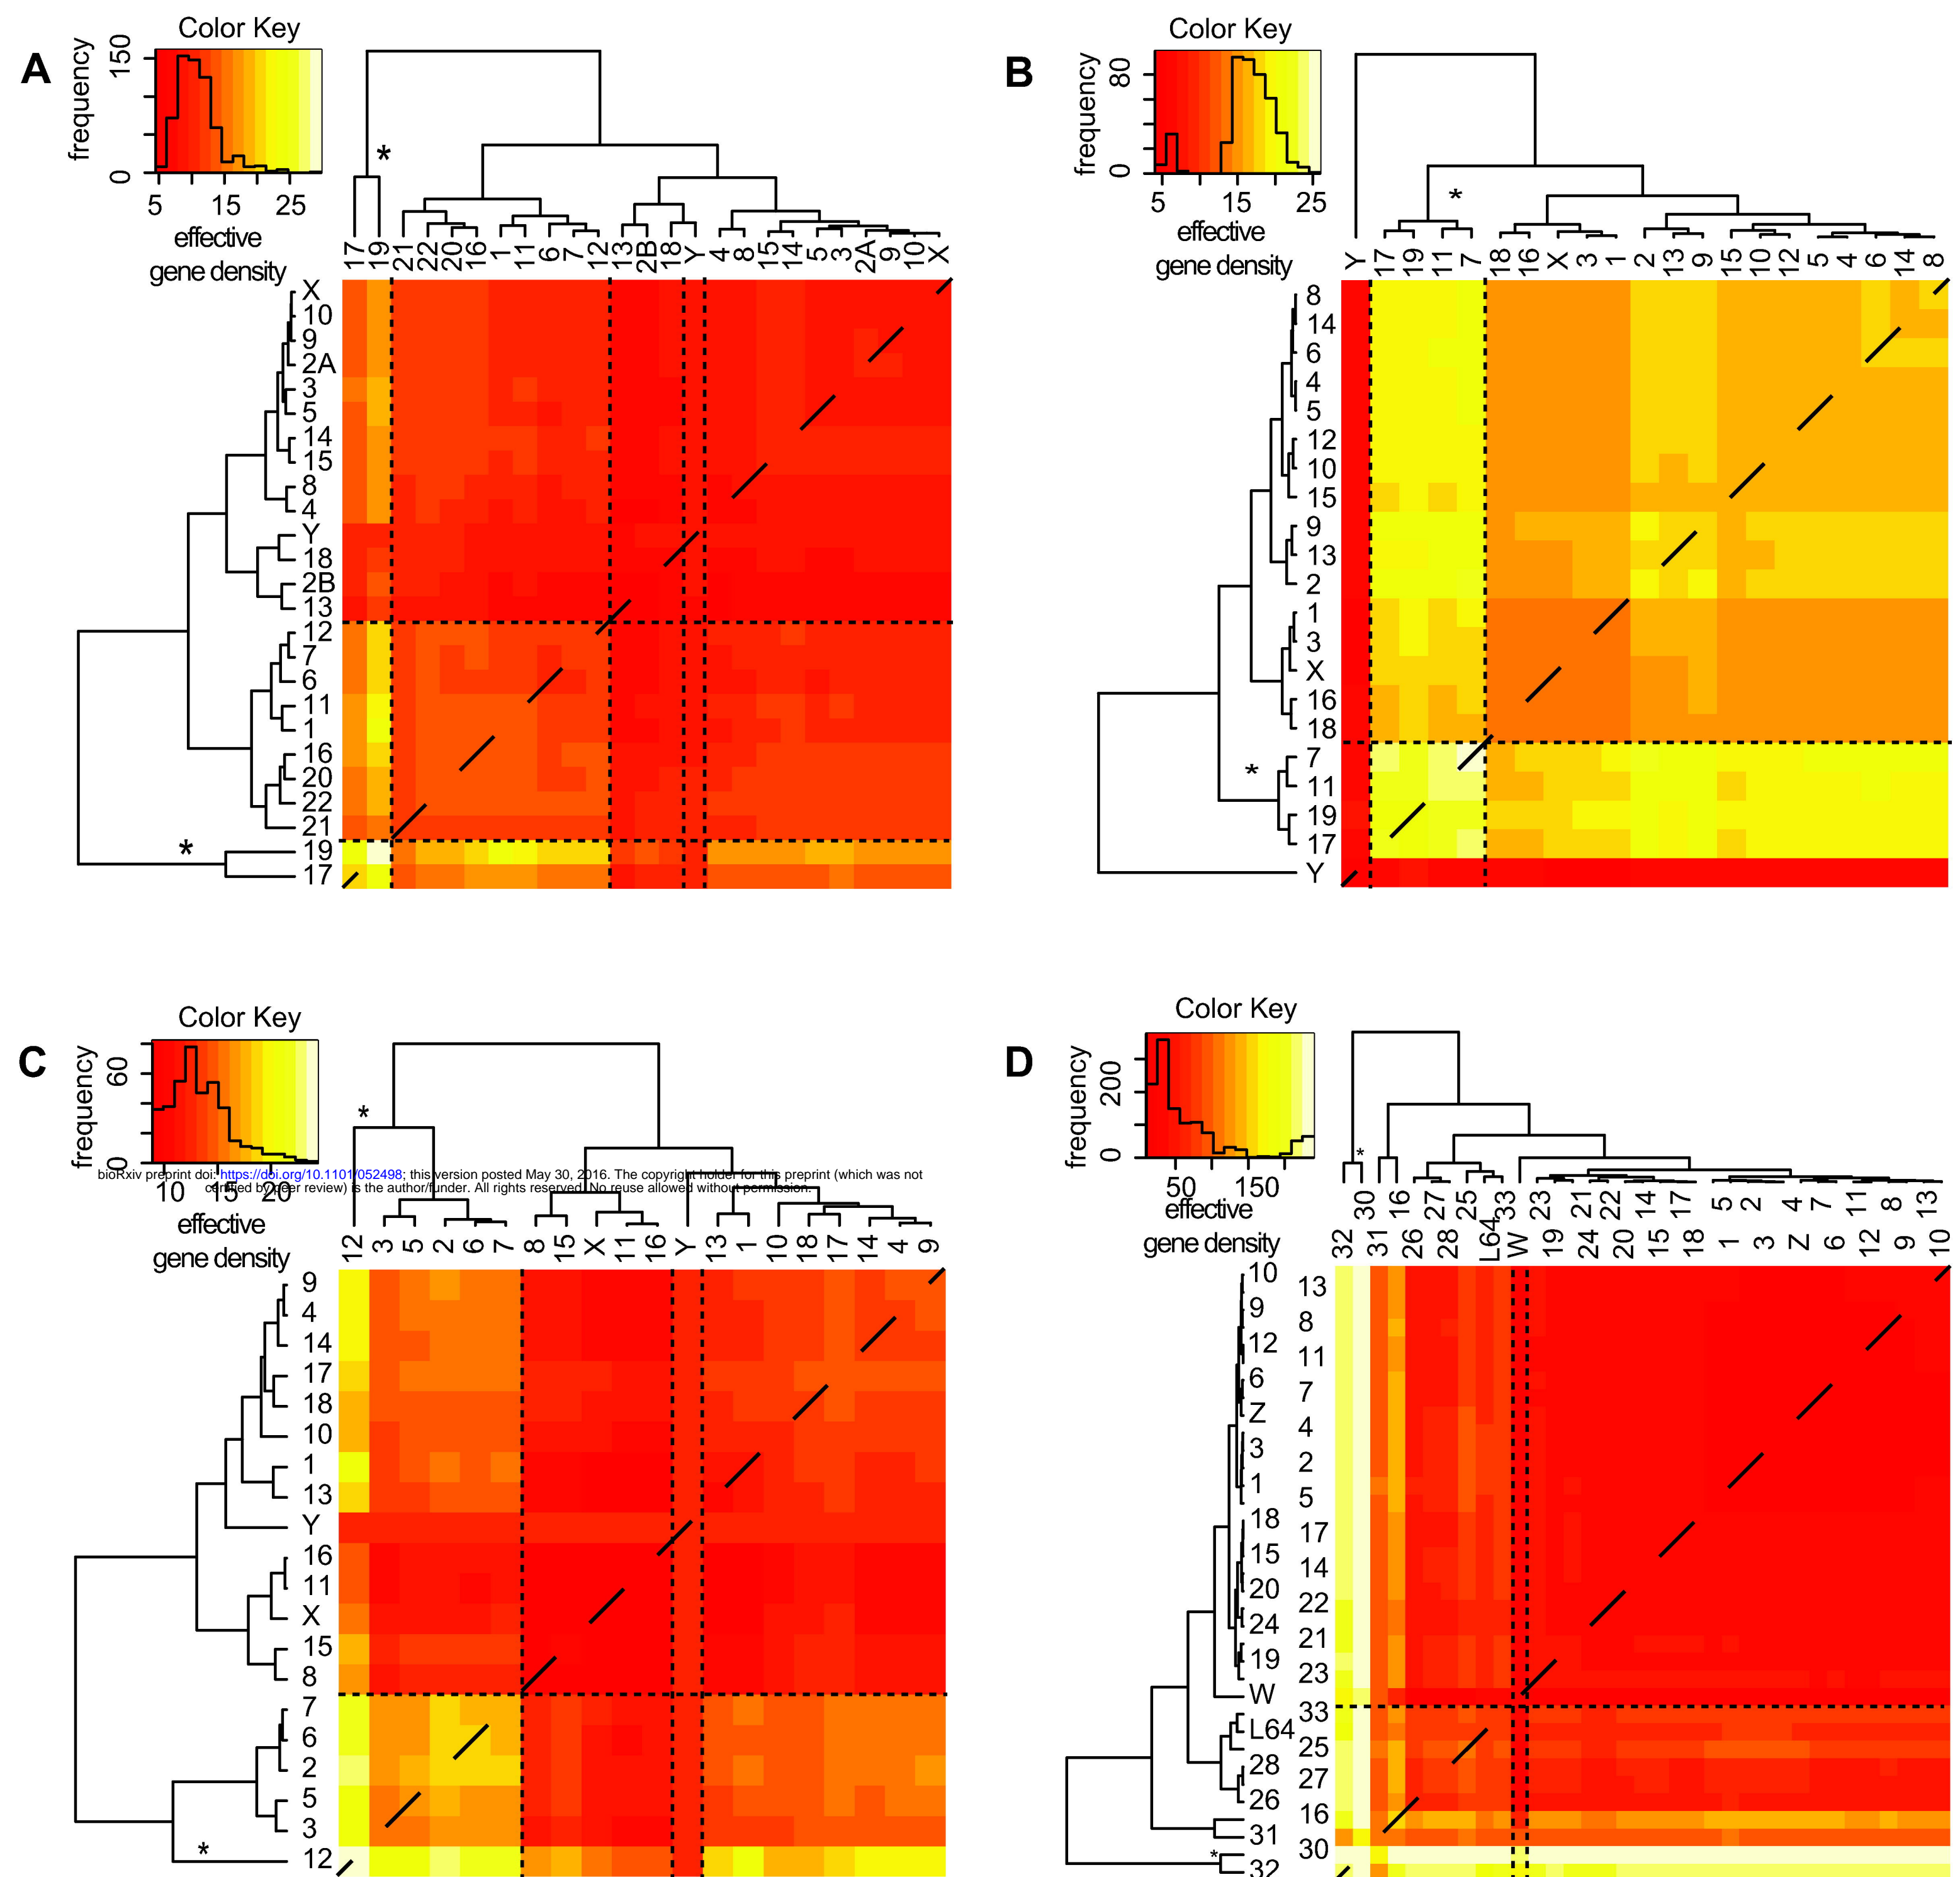 A
Color Key
frequency
0 150
5 15 25
effective
gene density
17 19 21 22 20 16 1 11 6 7 12 13 2B 18 Y 4 8 15 14 5 3 2A 9 10 X
X
10
9
2A
3
5
14
15
8
4
Y
18
2B
13
12
7
6
11
1
16
20
22
21
19
17
*
*
B
Color Key
frequency
0 80
5 15 25
effective
gene density
Y 17 19 11 7 18 16 X 3 1 2 13 9 15 10 12 5 4 6 14 8
8
14
6
4
5
12
10
15
9
13
2
1
3
X
16
18
7
11
19
17
Y
*
*
C
Color Key
frequency
0 60
10 15 20
effective
gene density
bioRxiv preprint doi: https://doi.org/10.1101/052498; this version posted May 30, 2016. The copyright holder for this preprint (which was not
certified by peer review) is the author/funder. All rights reserved. No reuse allowed without permission.
12 3 5 2 6 7 8 15 X 11 16 Y 13 1 10 18 17 14 4 9
9
4
14
17
18
10
1
13
Y
16
11
X
15
8
7
6
2
5
3
12
*
*
D
Color Key
frequency
0 200
50 150
effective
gene density
32 30 31 16 26 27 28 25 L64 33 W 23 19 21 24 22 20 14 15 17 18 5 1 2 3 4 Z 7 6 11 12 8 9 13 10
10
13
9
8
12
11
6
7
Z
4
3
2
1
5
18
17
15
14
20
22
24
21
19
23
W
33
L64
25
28
27
26
16
31
30
32
*
*